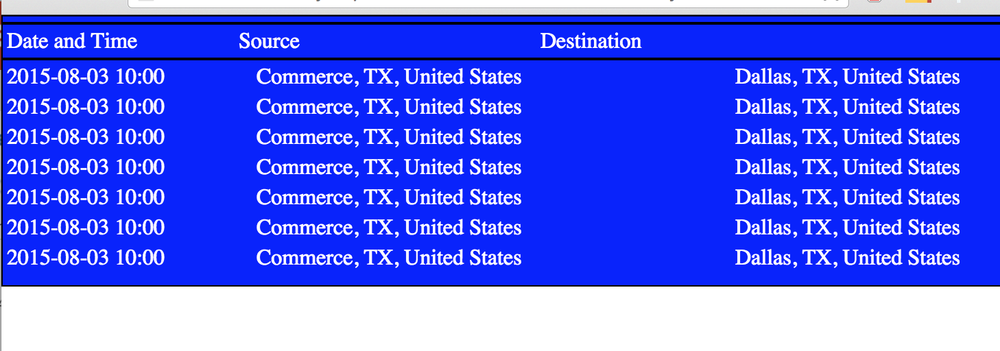 Date and Time Source Destination
2015-08-03 10:00 Commerce, TX, United States Dallas, TX, United States
2015-08-03 10:00 Commerce, TX, United States Dallas, TX, United States
2015-08-03 10:00 Commerce, TX, United States Dallas, TX, United States
2015-08-03 10:00 Commerce, TX, United States Dallas, TX, United States
2015-08-03 10:00 Commerce, TX, United States Dallas, TX, United States
2015-08-03 10:00 Commerce, TX, United States Dallas, TX, United States
2015-08-03 10:00 Commerce, TX, United States Dallas, TX, United States